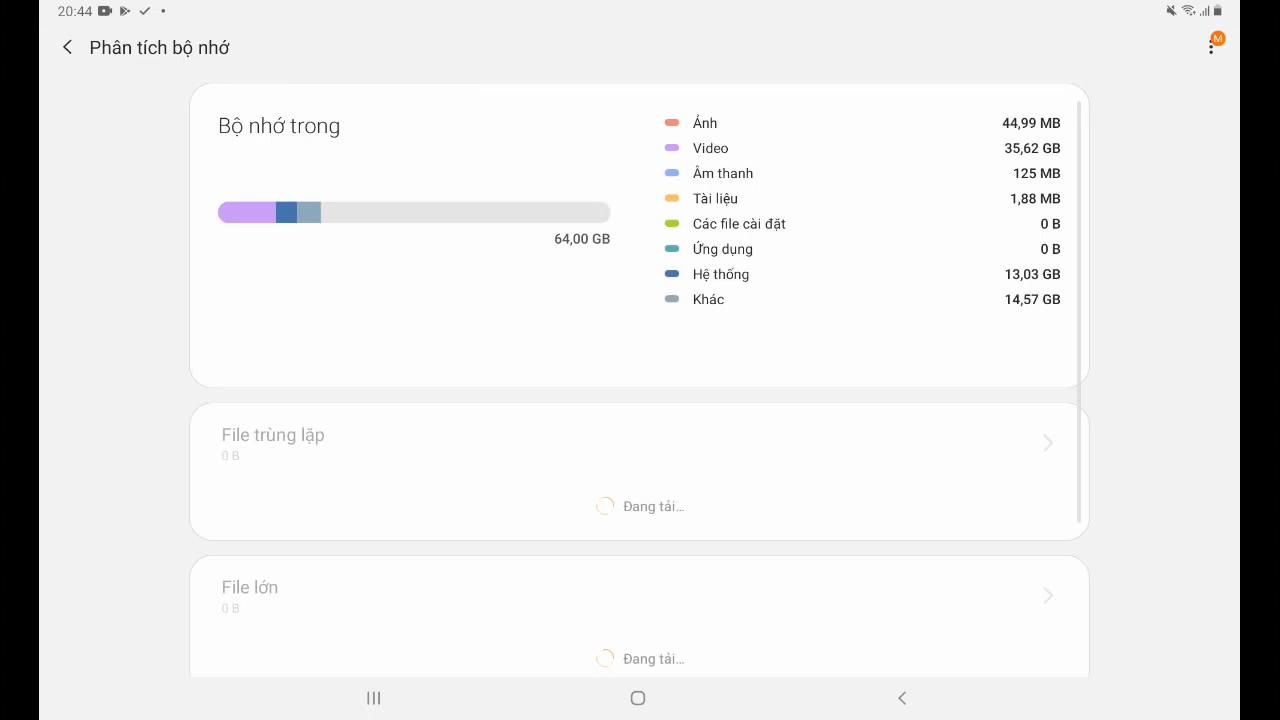 20:44
Phân tích bộ nhớ
M
Bộ nhớ trong
64,00 GB
Ảnh 44,99 MB
Video 35,62 GB
Âm thanh 125 MB
Tài liệu 1,88 MB
Các file cài đặt 0 B
Ứng dụng 0 B
Hệ thống 13,03 GB
Khác 14,57 GB
File trùng lặp
0 B
Đang tải...
File lớn
0 B
Đang tải...